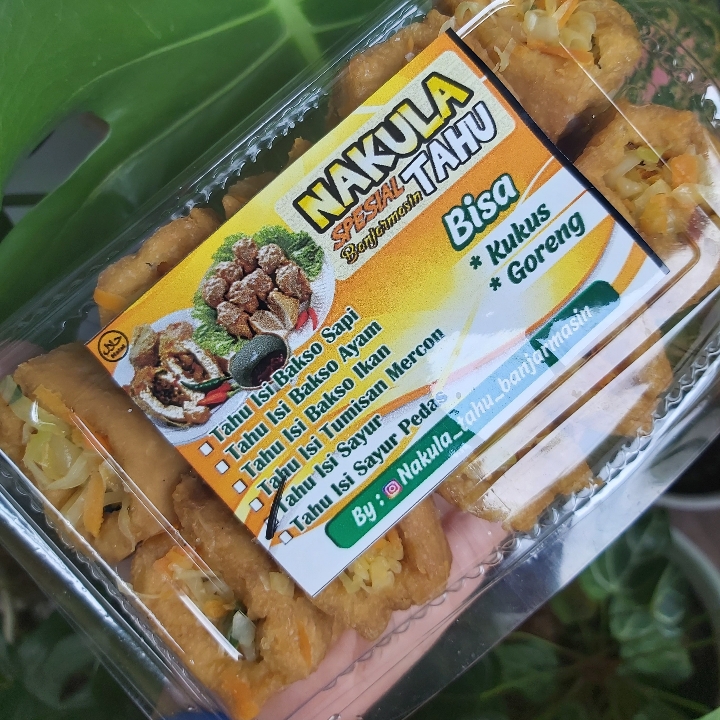 NAKULA
SPESIAL TAHU
Banjarmasin
Bisa
* Kukus
* Goreng
Tahu Isi Bakso Sapi
Tahu Isi Bakso Ayam
Tahu Isi Bakso Ikan
Tahu Isi Tumisan Mercon
Tahu Isi Sayur
Tahu Isi Sayur Pedas
By : Nakula_tahu_banjarmasin